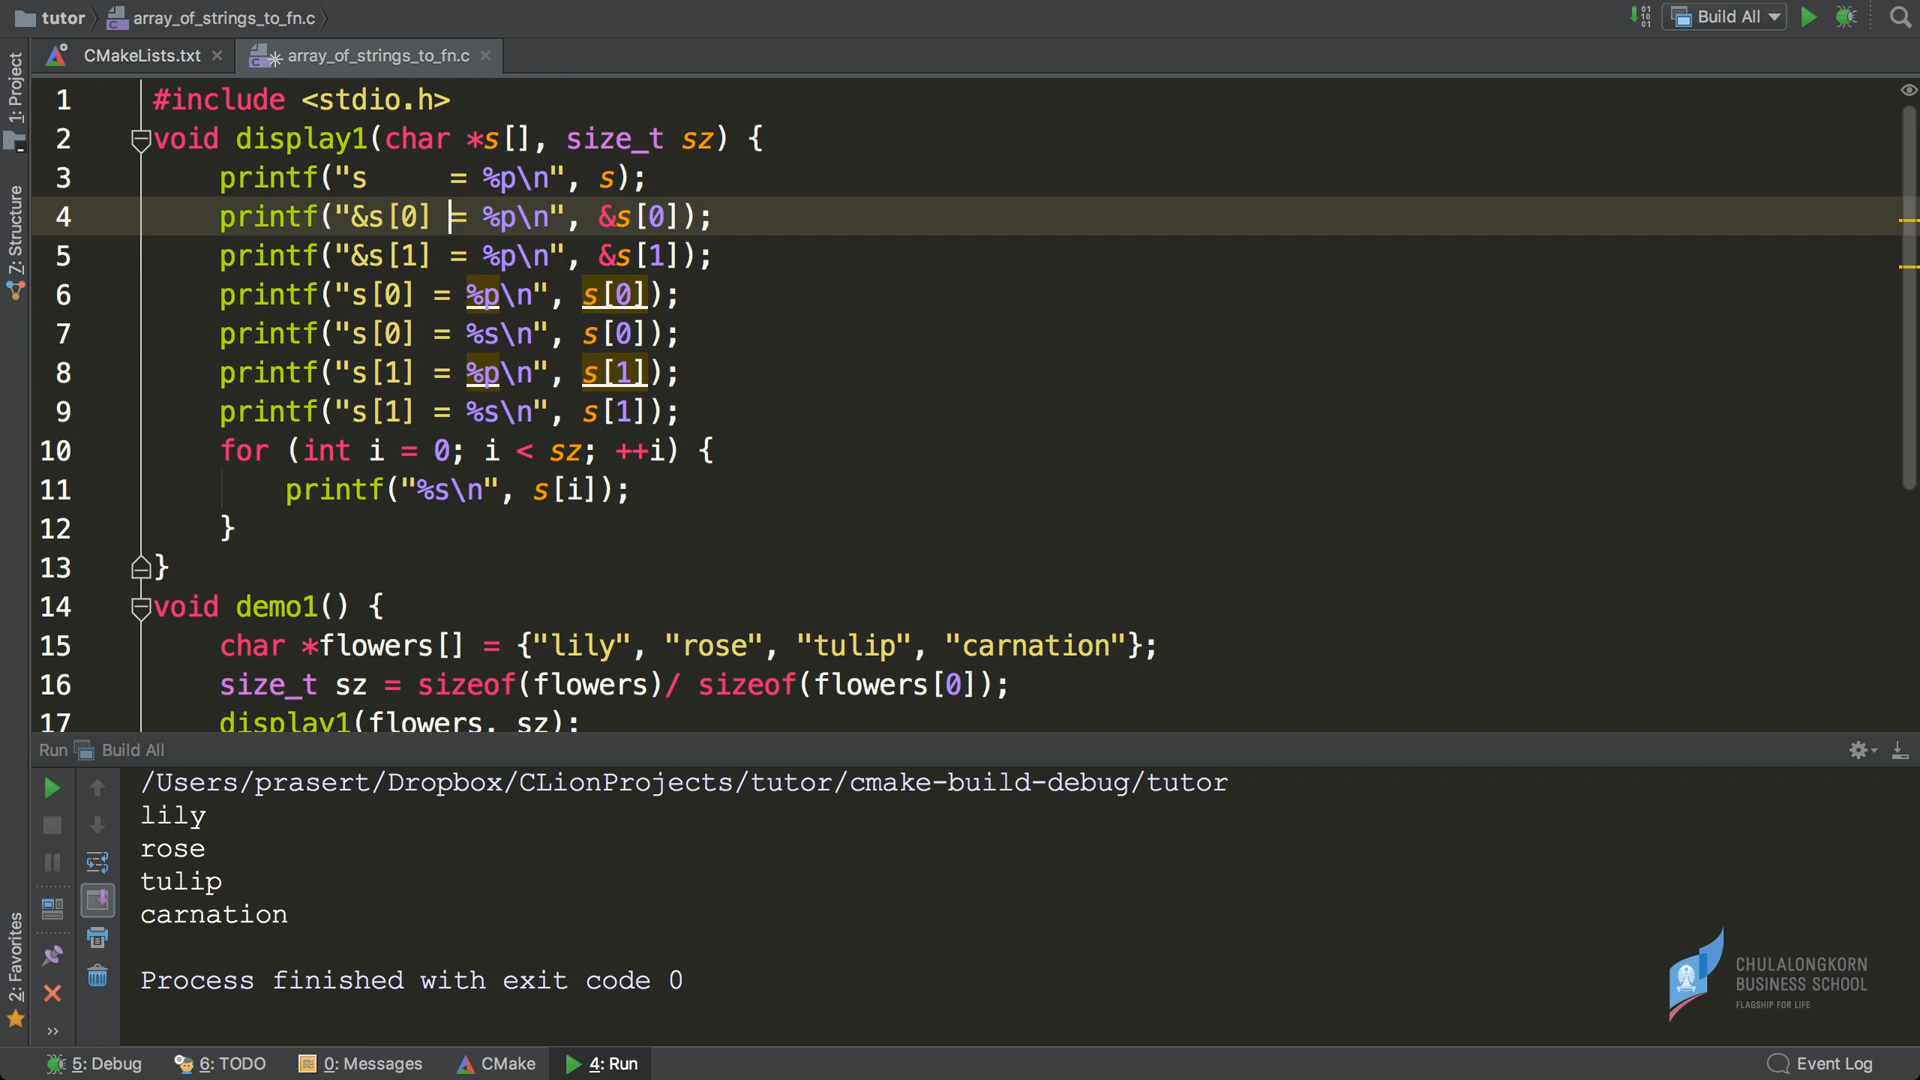 tutor array_of_strings_to_fn.c Build All
CMakeLists.txt array_of_strings_to_fn.c
1: Project
7: Structure
2: Favorites
1 #include <stdio.h>
2 void display1(char *s[], size_t sz) {
3     printf("s     = %p\n", s);
4     printf("&s[0] = %p\n", &s[0]);
5     printf("&s[1] = %p\n", &s[1]);
6     printf("s[0] = %p\n", s[0]);
7     printf("s[0] = %s\n", s[0]);
8     printf("s[1] = %p\n", s[1]);
9     printf("s[1] = %s\n", s[1]);
10     for (int i = 0; i < sz; ++i) {
11         printf("%s\n", s[i]);
12     }
13 }
14 void demo1() {
15     char *flowers[] = {"lily", "rose", "tulip", "carnation"};
16     size_t sz = sizeof(flowers)/ sizeof(flowers[0]);
17     display1(flowers, sz);
Run Build All
/Users/prasert/Dropbox/CLionProjects/tutor/cmake-build-debug/tutor
lily
rose
tulip
carnation
Process finished with exit code 0
CHULALONGKORN
BUSINESS SCHOOL
FLAGSHIP FOR LIFE
5: Debug 6: TODO 0: Messages CMake 4: Run Event Log